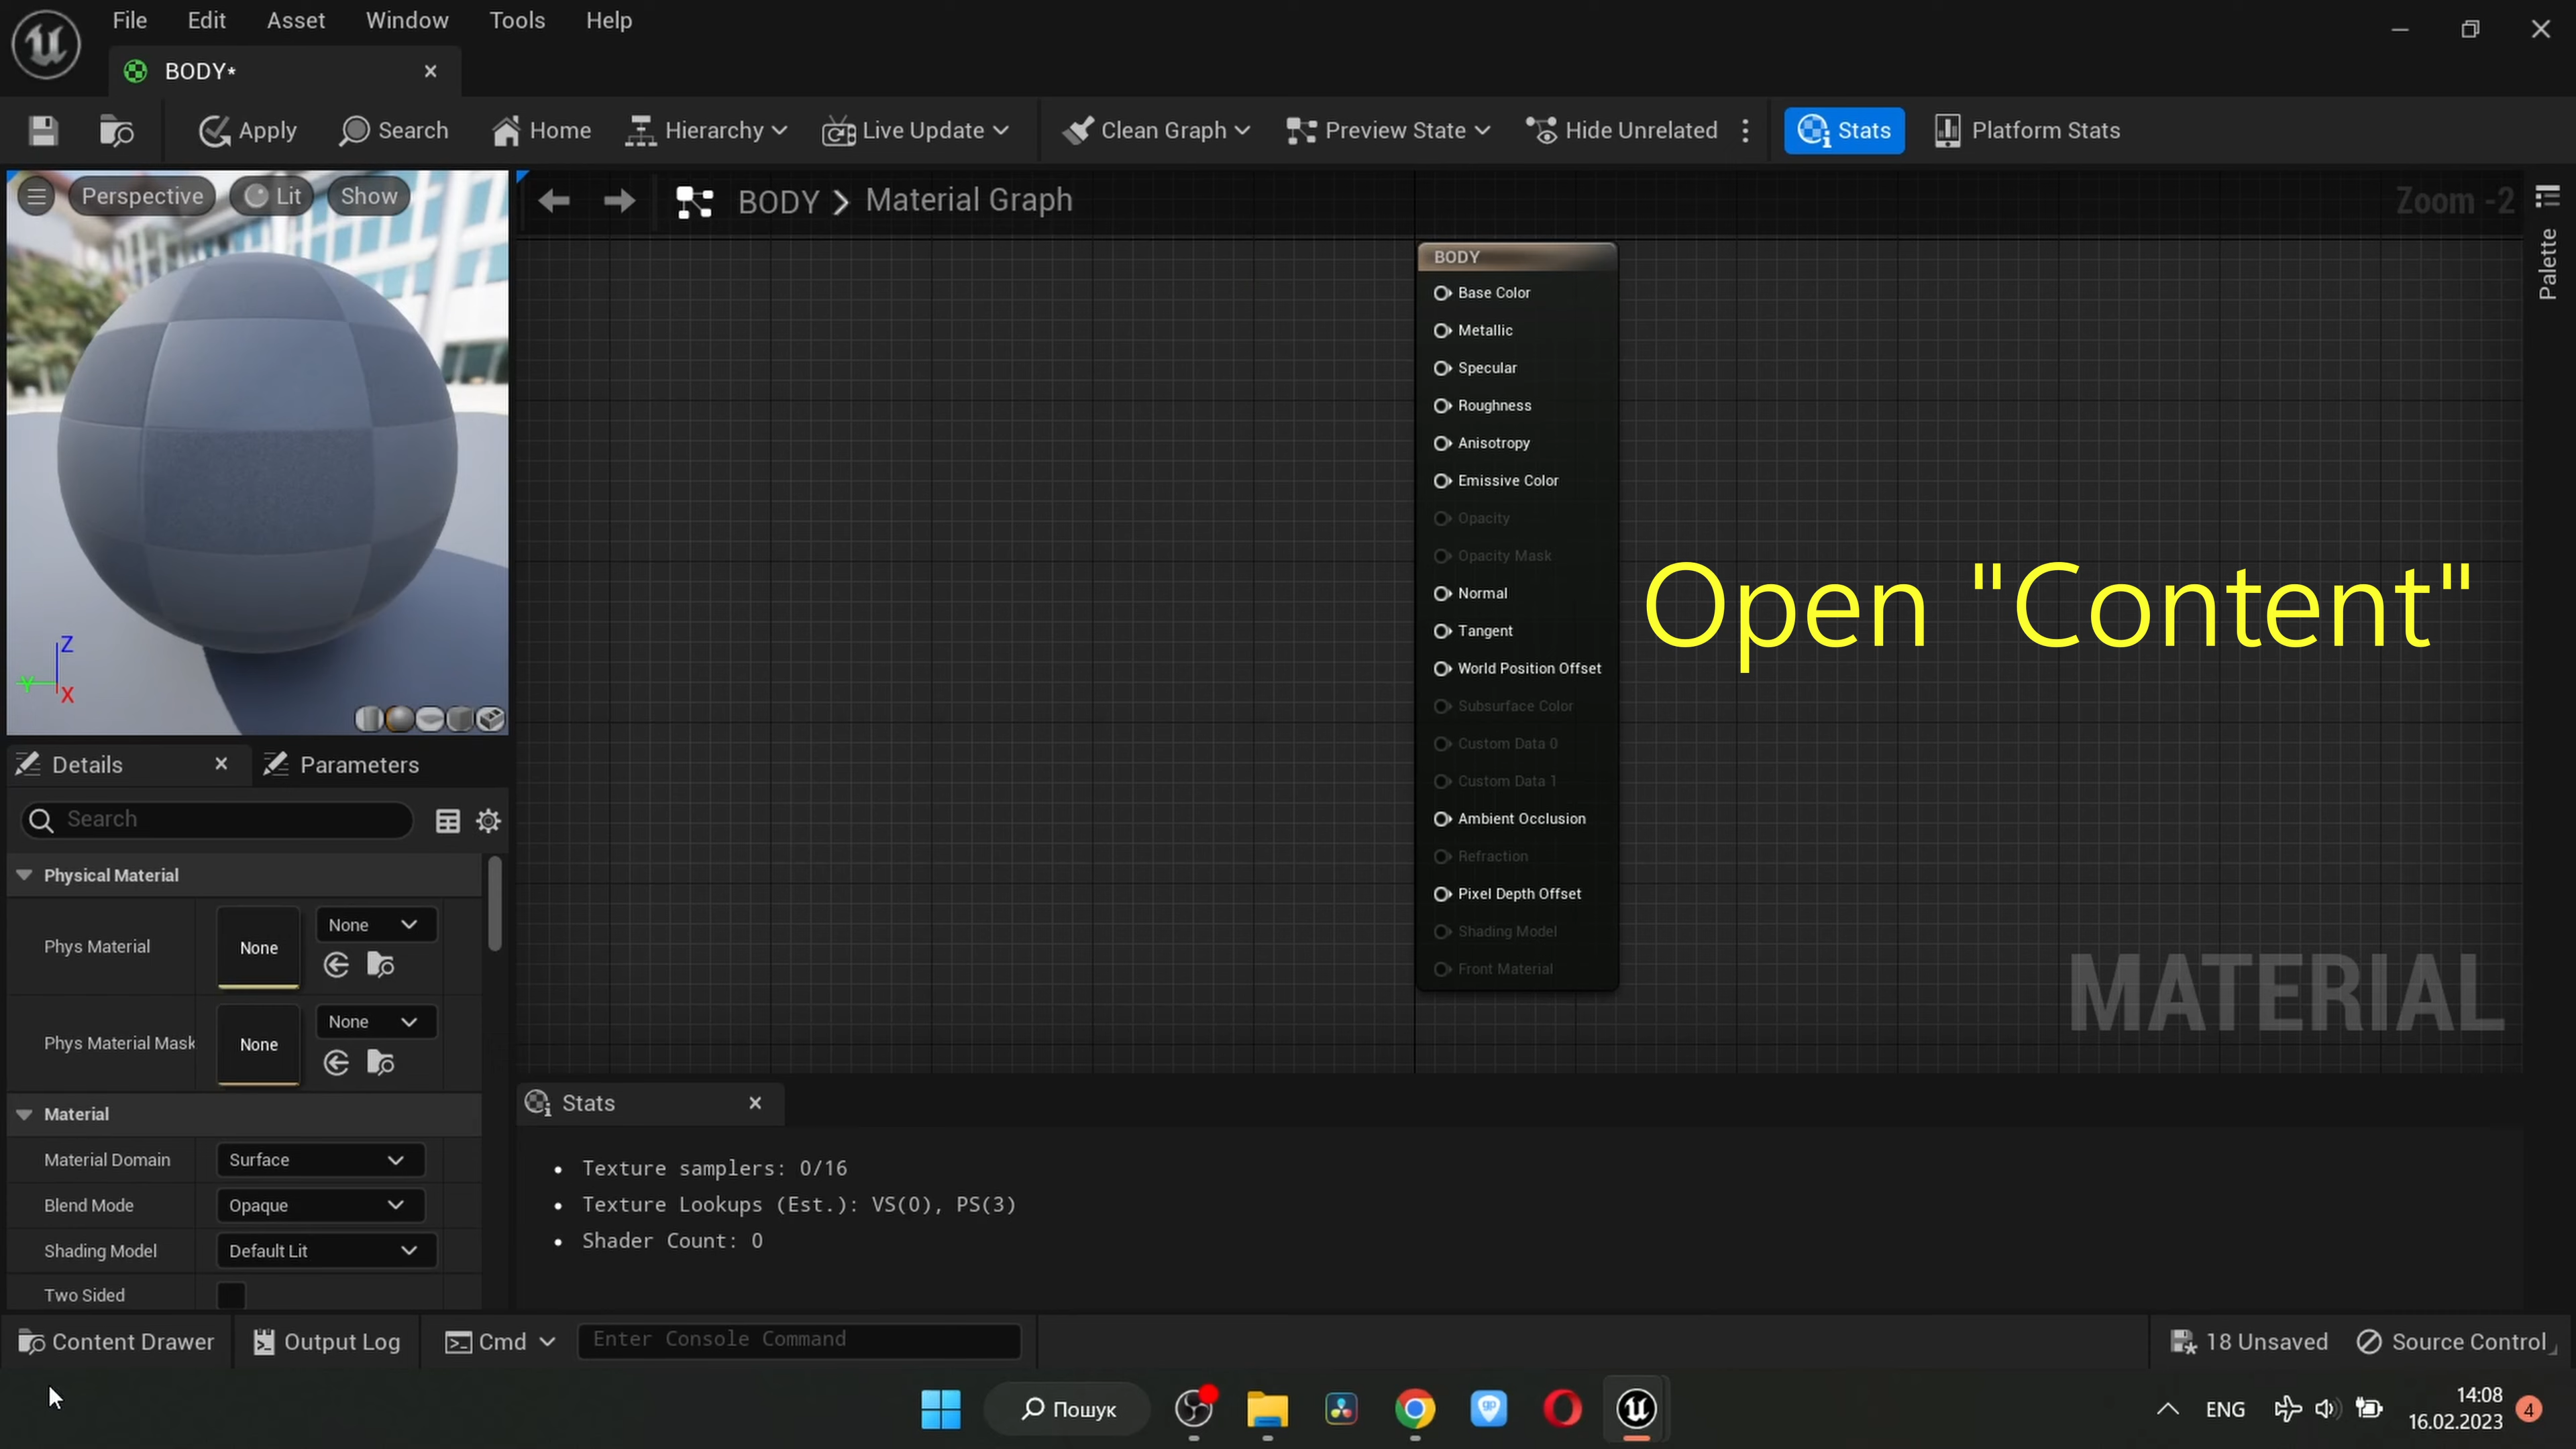 File Edit Asset Window Tools Help
BODY*
Apply Search Home Hierarchy Live Update Clean Graph Preview State Hide Unrelated Stats Platform Stats
Perspective Lit Show
BODY > Material Graph
Zoom -2
Palette
BODY
Base Color
Metallic
Specular
Roughness
Anisotropy
Emissive Color
Opacity
Opacity Mask
Normal
Tangent
World Position Offset
Subsurface Color
Custom Data 0
Custom Data 1
Ambient Occlusion
Refraction
Pixel Depth Offset
Shading Model
Front Material
Open "Content"
MATERIAL
Z
Y
X
Details Parameters
Search
Physical Material
Phys Material None None
Phys Material Mask None None
Material
Material Domain Surface
Blend Mode Opaque
Shading Model Default Lit
Two Sided
Stats
• Texture samplers: 0/16
• Texture Lookups (Est.): VS(0), PS(3)
• Shader Count: 0
Content Drawer Output Log Cmd Enter Console Command 18 Unsaved Source Control
Пошук
ENG
14:08
16.02.2023
4